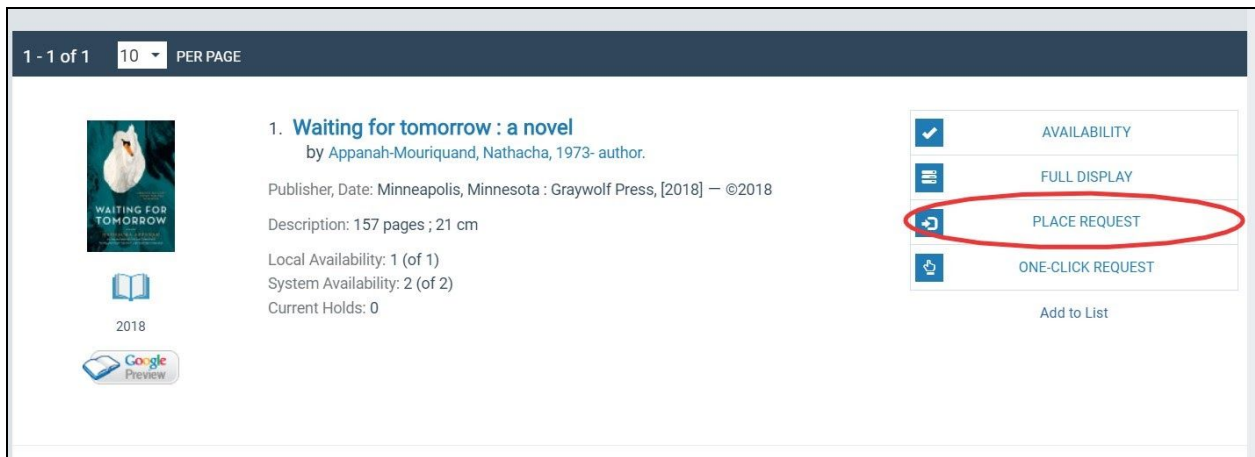 1 - 1 of 1 10 PER PAGE
WAITING FOR
TOMORROW
2018
Google
Preview
1. Waiting for tomorrow : a novel
by Appanah-Mouriquand, Nathacha, 1973- author.
Publisher, Date: Minneapolis, Minnesota : Graywolf Press, [2018] — ©2018
Description: 157 pages ; 21 cm
Local Availability: 1 (of 1)
System Availability: 2 (of 2)
Current Holds: 0
AVAILABILITY
FULL DISPLAY
PLACE REQUEST
ONE-CLICK REQUEST
Add to List